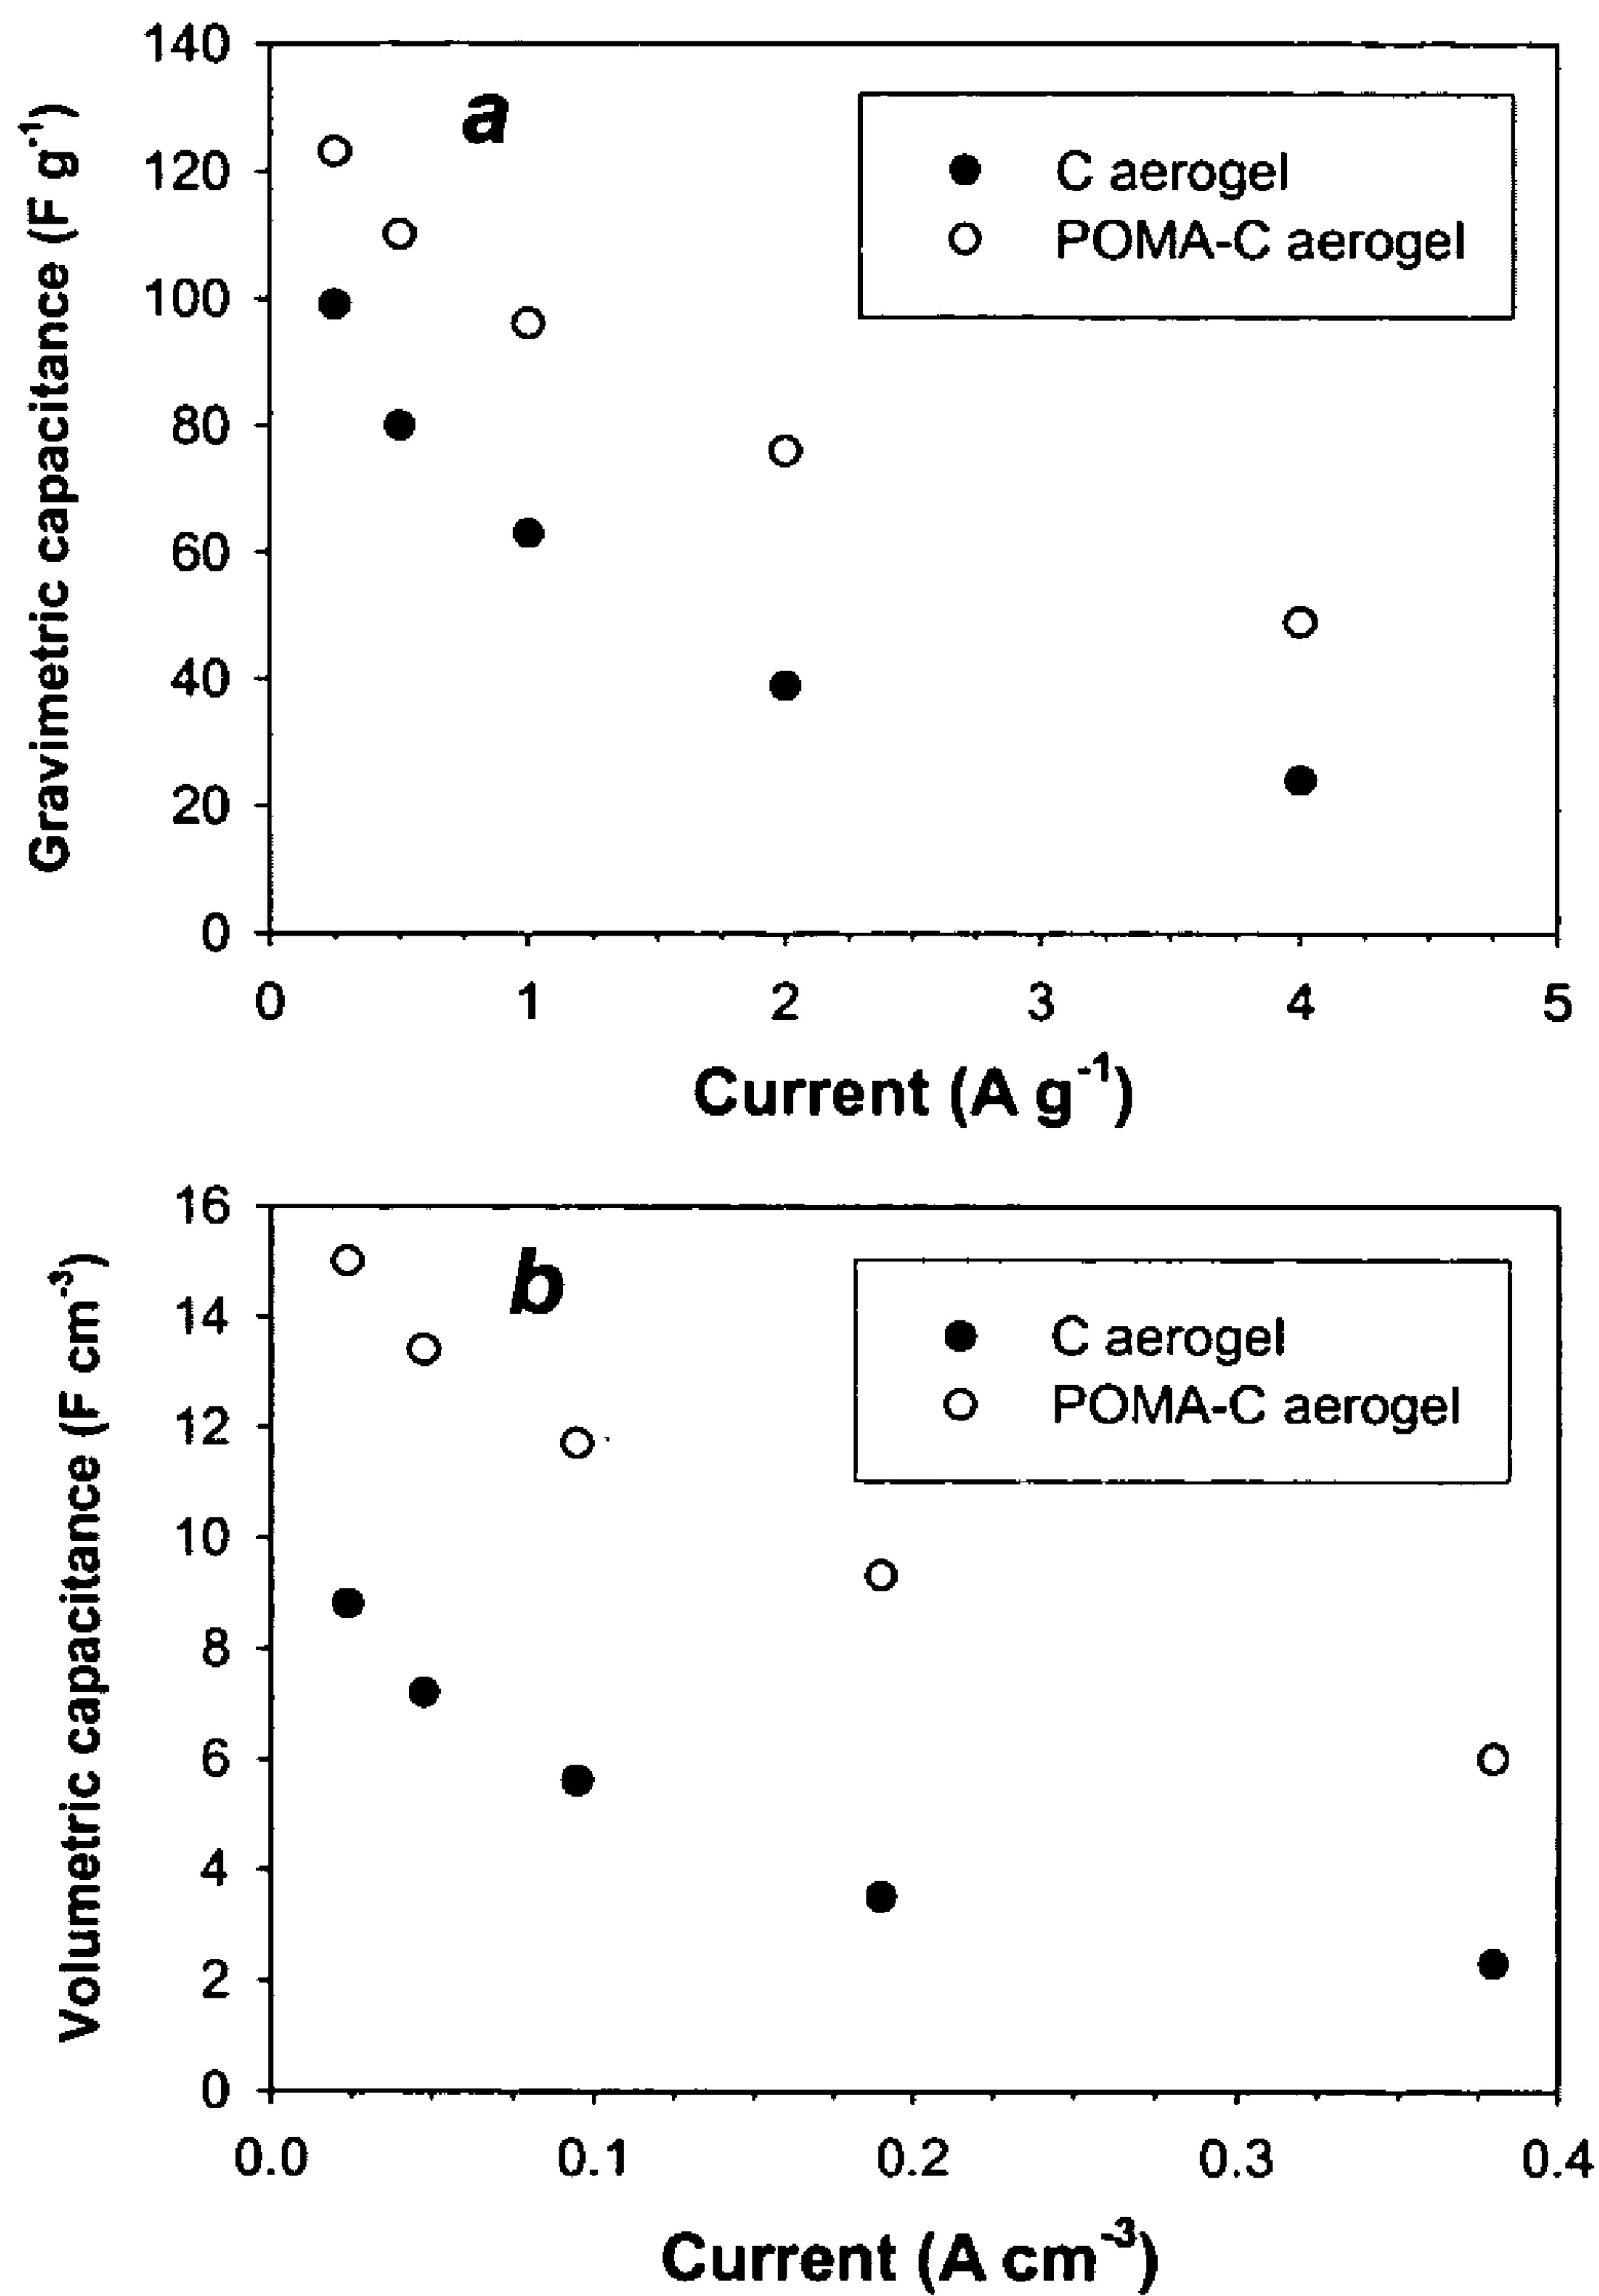 140
120
100
80
60
40
20
0
Gravimetric capacitance (F g⁻¹)
a
C aerogel
POMA-C aerogel
0 1 2 3 4 5
Current (A g⁻¹)
16
14
12
10
8
6
4
2
0
Volumetric capacitance (F cm⁻³)
b
C aerogel
POMA-C aerogel
0.0 0.1 0.2 0.3 0.4
Current (A cm⁻³)